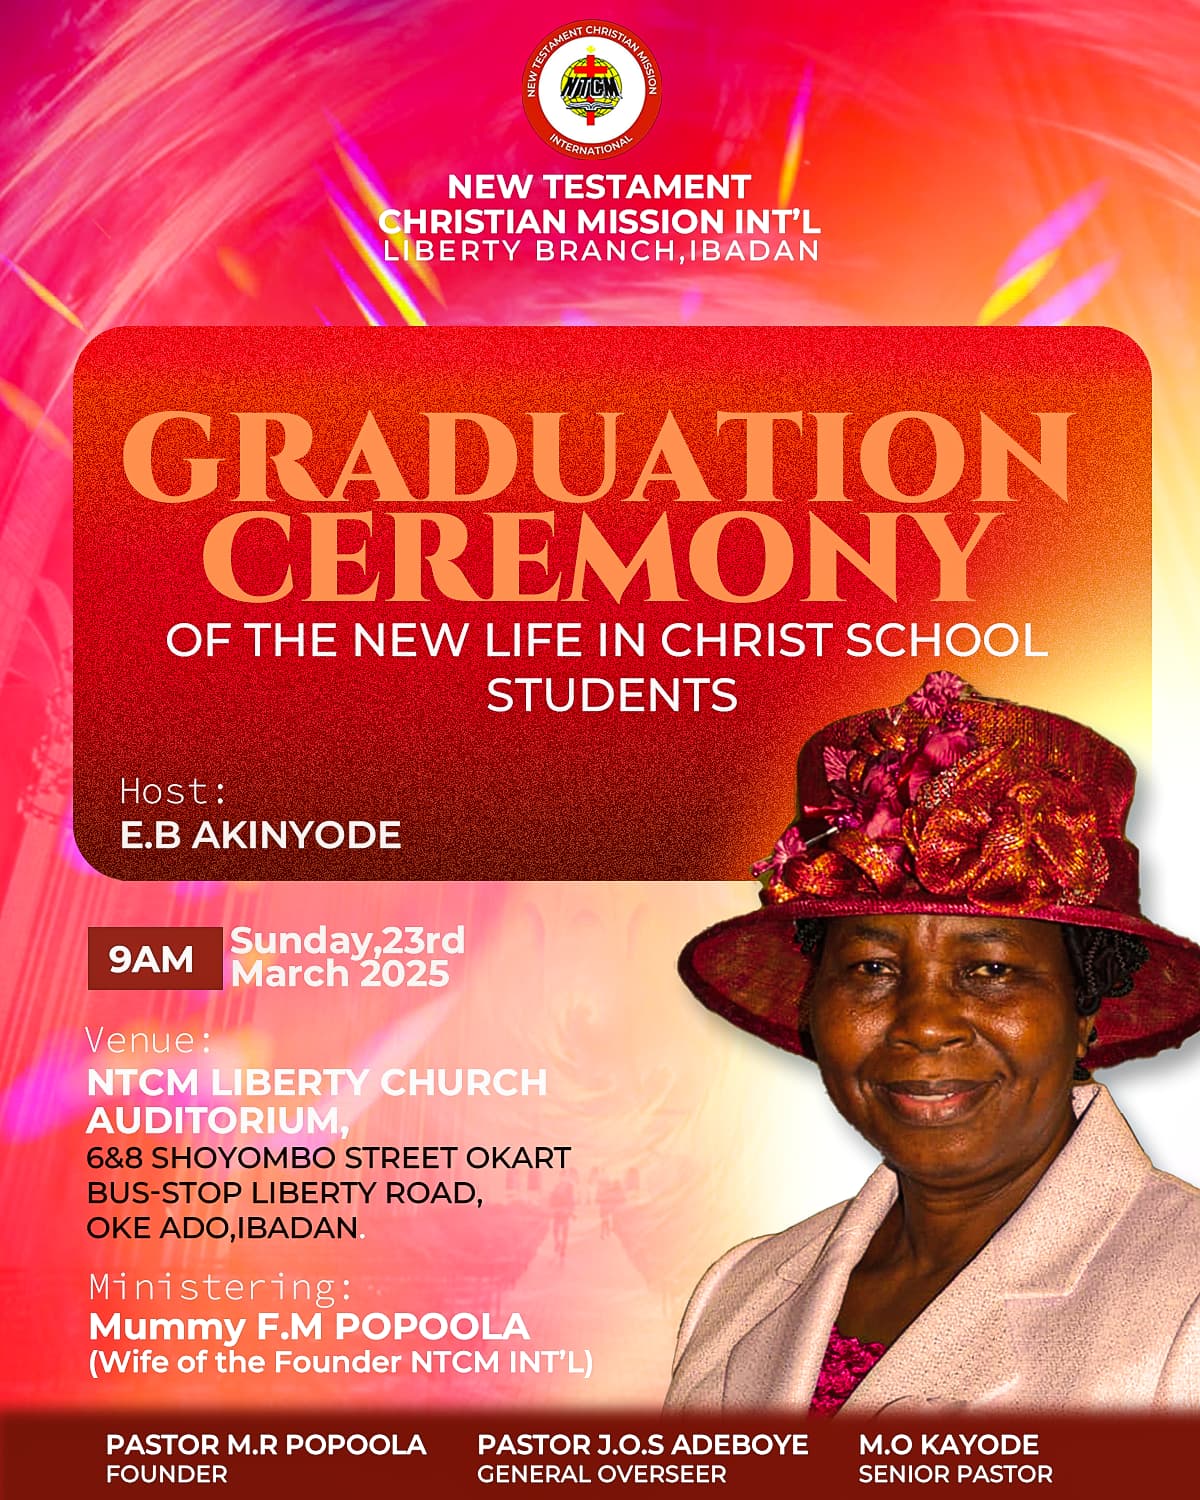 NEW TESTAMENT CHRISTIAN MISSION
NTCM
INTERNATIONAL
NEW TESTAMENT
CHRISTIAN MISSION INT'L
LIBERTY BRANCH,IBADAN
GRADUATION
CEREMONY
OF THE NEW LIFE IN CHRIST SCHOOL
STUDENTS
Host:
E.B AKINYODE
9AM
Sunday,23rd
March 2025
Venue:
NTCM LIBERTY CHURCH
AUDITORIUM,
6&8 SHOYOMBO STREET OKART
BUS-STOP LIBERTY ROAD,
OKE ADO,IBADAN.
Ministering:
Mummy F.M POPOOLA
(Wife of the Founder NTCM INT'L)
PASTOR M.R POPOOLA
FOUNDER
PASTOR J.O.S ADEBOYE
GENERAL OVERSEER
M.O KAYODE
SENIOR PASTOR